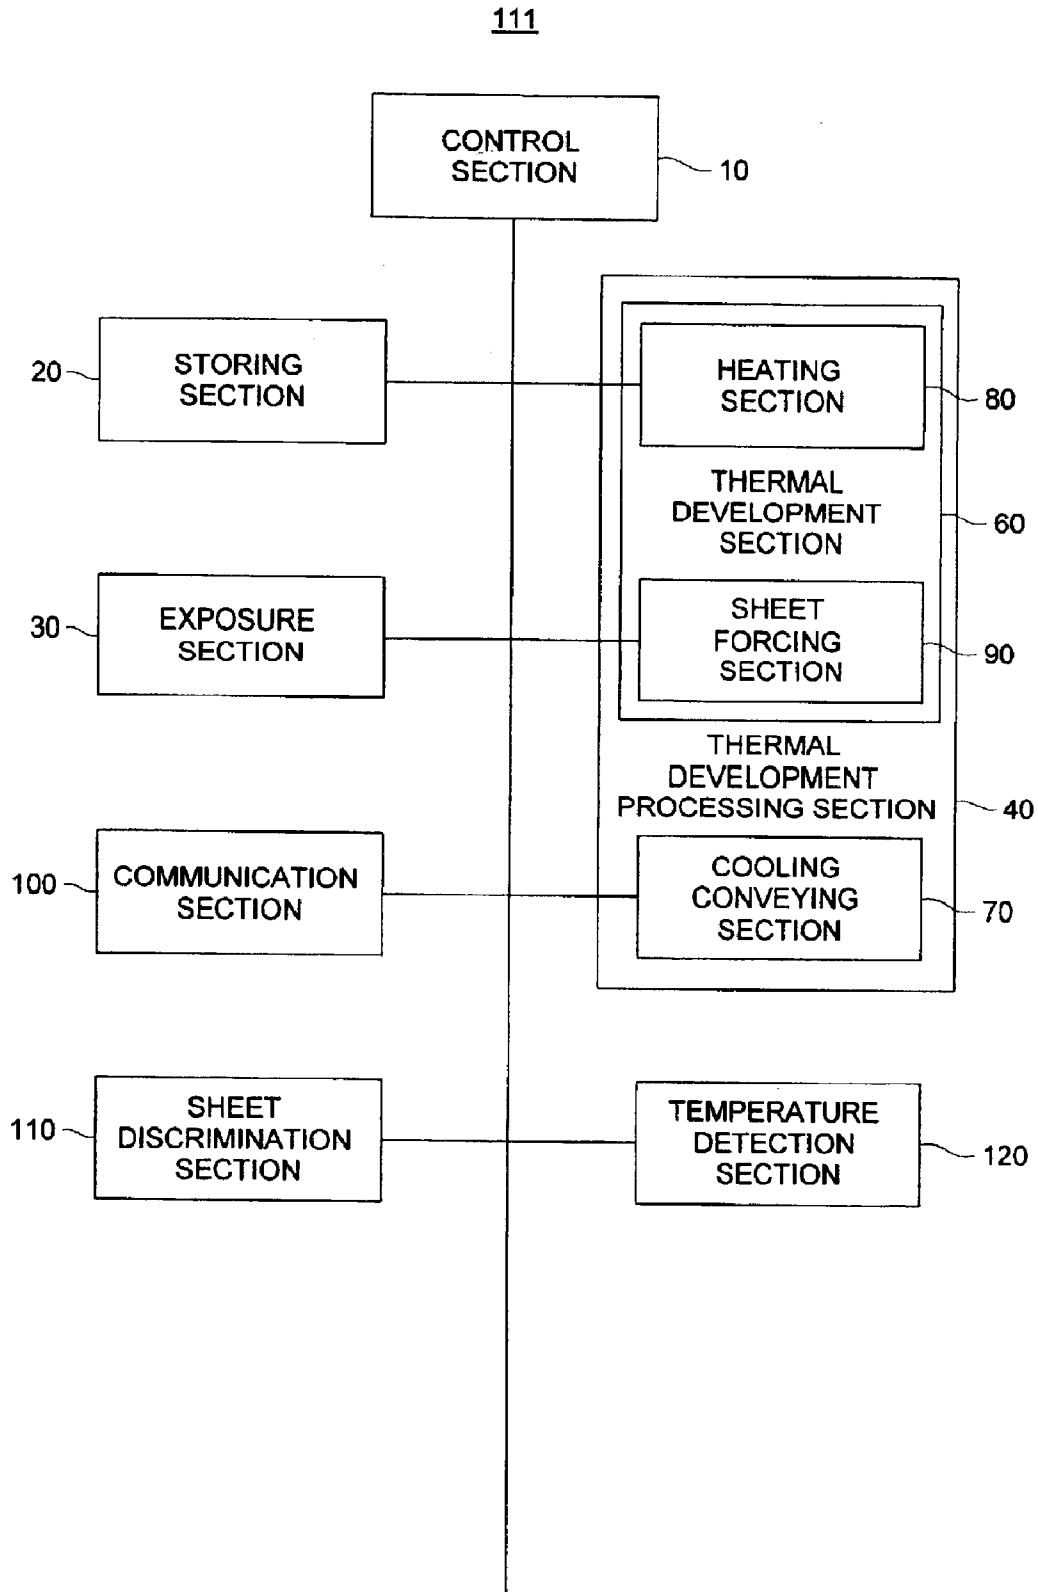 111
CONTROL
SECTION
10
20
STORING
SECTION
HEATING
SECTION
80
THERMAL
DEVELOPMENT
SECTION
60
30
EXPOSURE
SECTION
SHEET
FORCING
SECTION
90
THERMAL
DEVELOPMENT
PROCESSING SECTION
40
100
COMMUNICATION
SECTION
COOLING
CONVEYING
SECTION
70
110
SHEET
DISCRIMINATION
SECTION
TEMPERATURE
DETECTION
SECTION
120